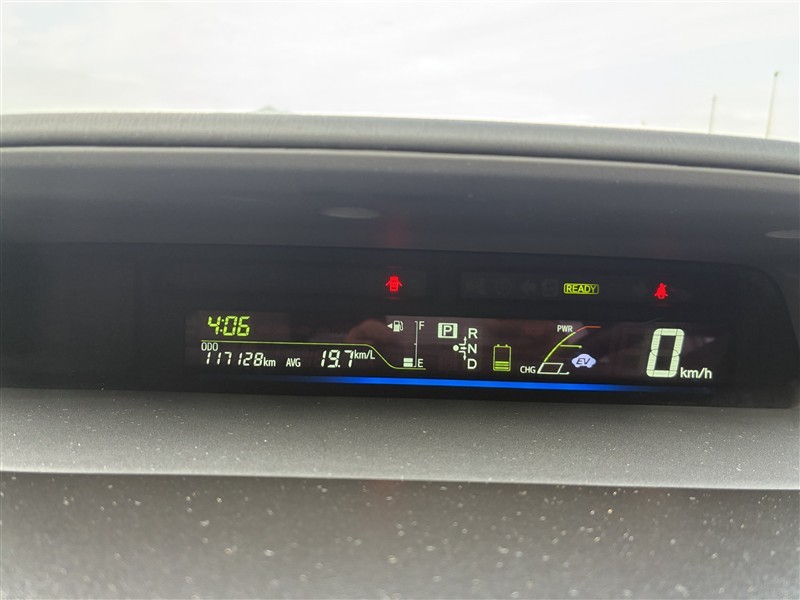 READY
4:06
ODO
117128km AVG 19.7km/L
F
E
P
R
N
D
PWR
CHG
EV
0km/h